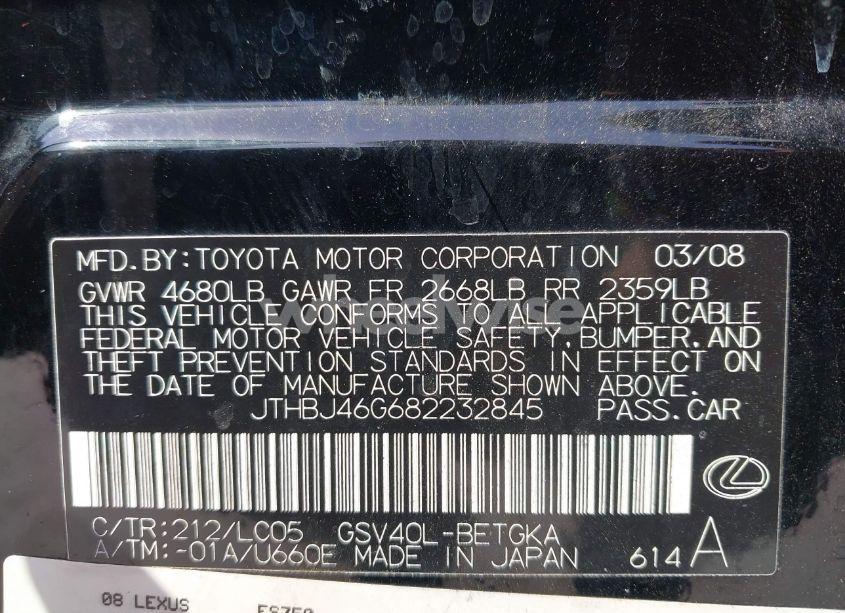 MFD.BY:TOYOTA MOTOR CORPORATION 03/08
GVWR 4680LB GAWR FR 2668LB RR 2359LB
THIS VEHICLE CONFORMS TO ALL APPLICABLE
FEDERAL MOTOR VEHICLE SAFETY,BUMPER,AND
THEFT PREVENTION STANDARDS IN EFFECT ON
THE DATE OF MANUFACTURE SHOWN ABOVE.
JTHBJ46G682232845 PASS.CAR
C/TR:212/LC05 GSV40L-BETGKA
A/TM:-01A/U660E MADE IN JAPAN 614 A
08 LEXUS ES350
wheelwise